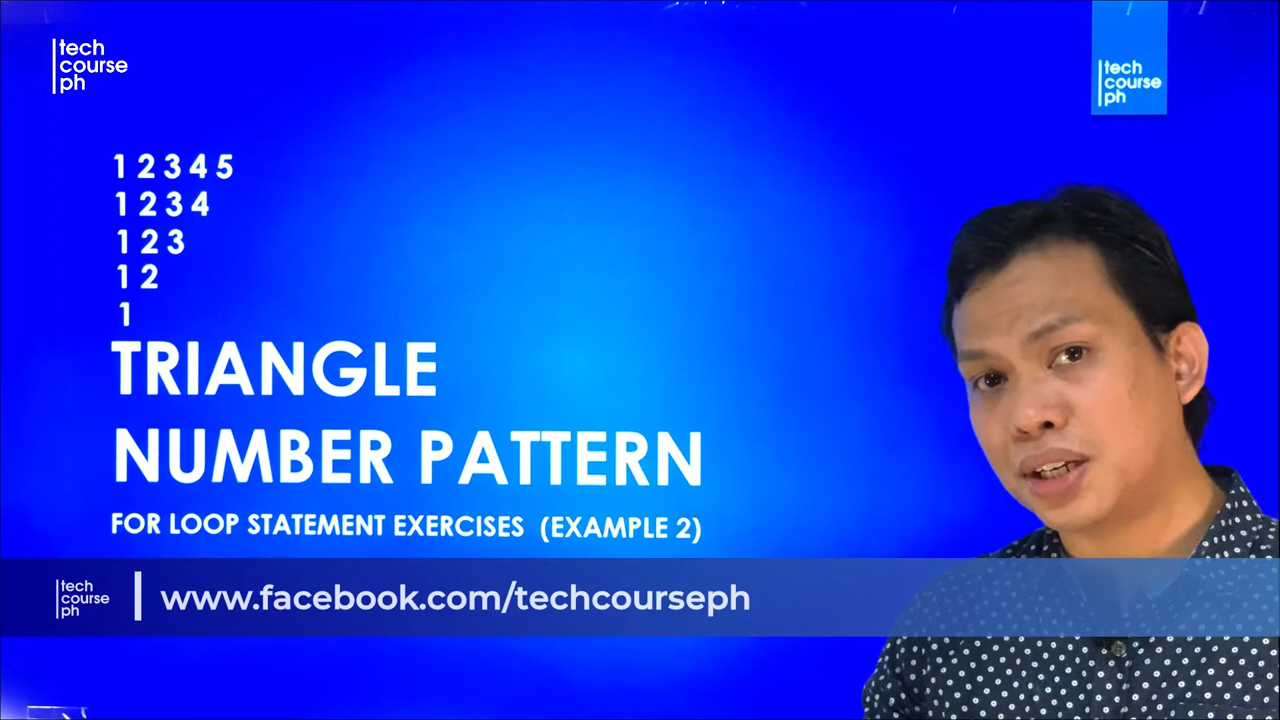 tech
course
ph
tech
course
ph
1 2 3 4 5
1 2 3 4
1 2 3
1 2
1
TRIANGLE
NUMBER PATTERN
FOR LOOP STATEMENT EXERCISES (EXAMPLE 2)
tech
course
ph
www.facebook.com/techcourseph